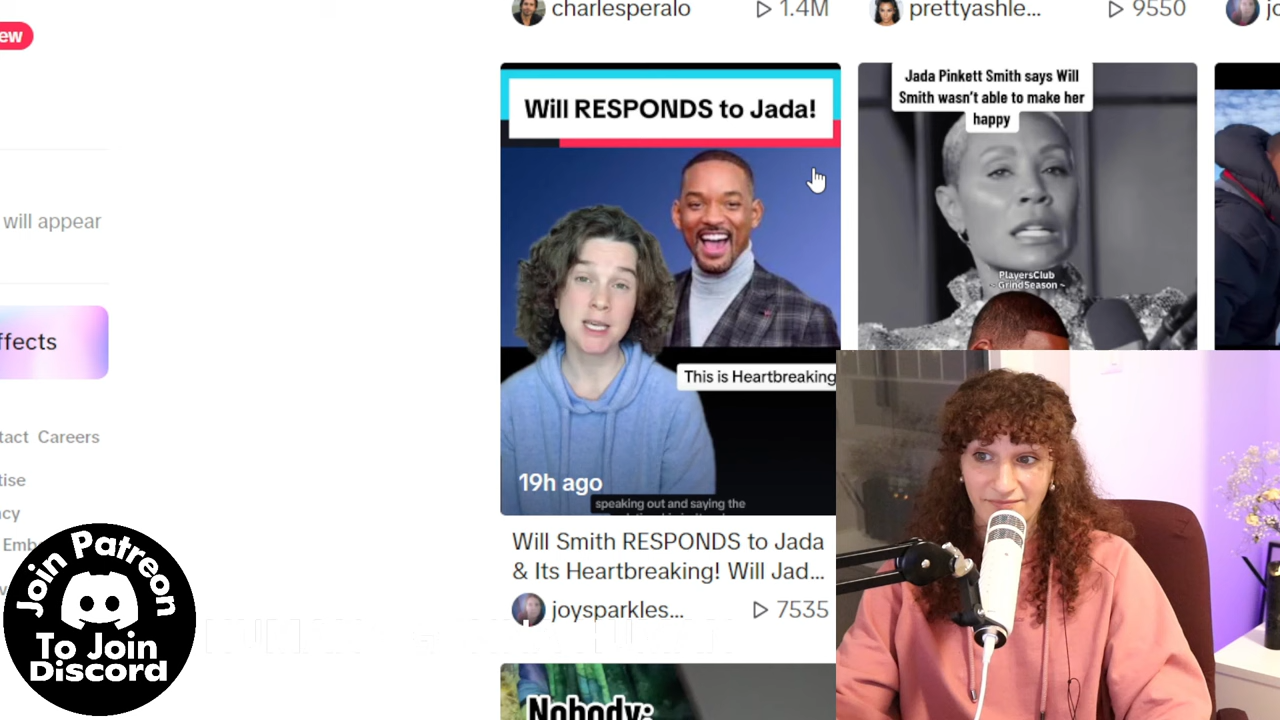 ew
charlesperalo
1.4M
prettyashle...
9550
will appear
ffects
tact Careers
tise
Emb
Will RESPONDS to Jada!
This is Heartbreaking
19h ago
speaking out and saying the
Will Smith RESPONDS to Jada
& Its Heartbreaking! Will Jad...
joysparkles...
7535
Jada Pinkett Smith says Will
Smith wasn't able to make her
happy
PlayersClub
~ GrindSeason ~
Nobody:
Join Patreon
To Join
Discord